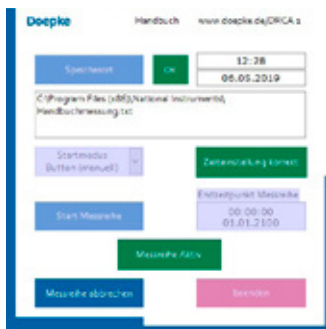 Doepke Handbuch www.doepke.de/DRCA 1
Speicherort OK 12:28
06.05.2019
C:\Program Files (x86)\National Instruments\
Handbuchmessung.txt
Startmodus
Button (manuell)
Zeiteinstellung korrekt
Endzeitpunkt Messreihe
Start Messreihe 00:00:00
01.01.2100
Messreihe Aktiv
Messreihe abbrechen Beenden